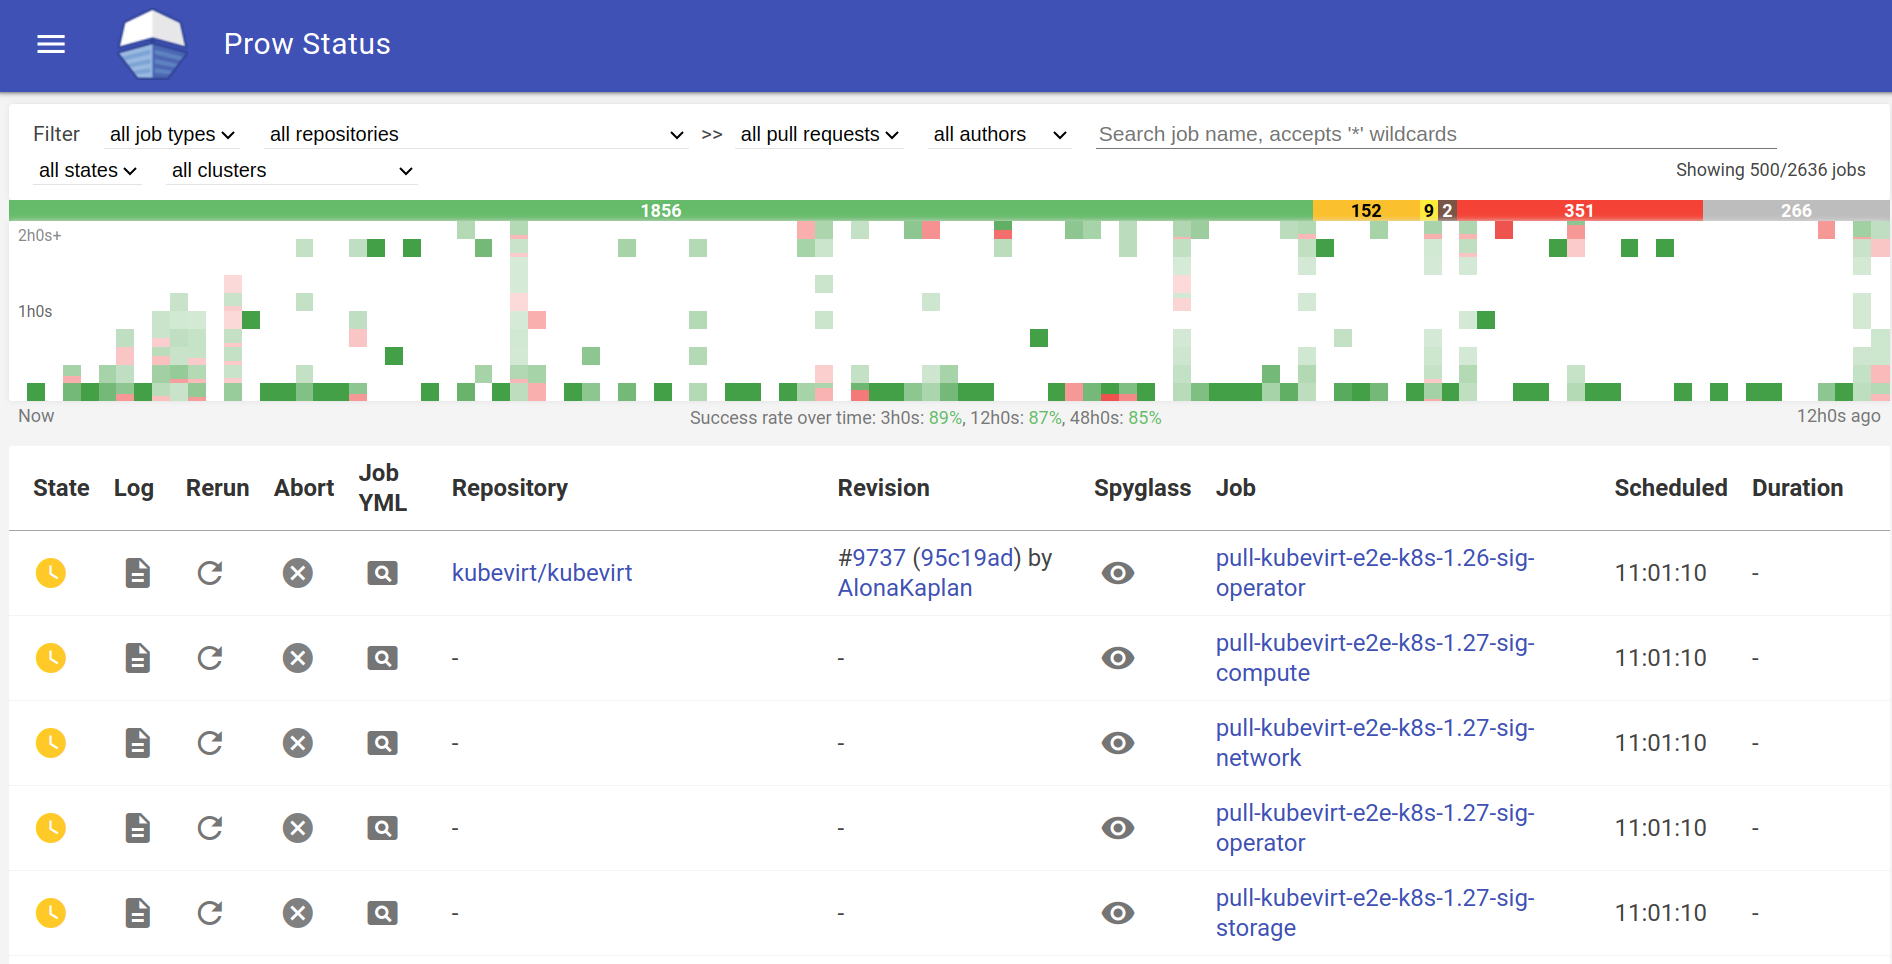 Prow Status
Filter all job types all repositories >> all pull requests all authors Search job name, accepts '*' wildcards
all states all clusters Showing 500/2636 jobs
1856 152 9 2 351 266
2h0s+
1h0s
Now Success rate over time: 3h0s: 89%, 12h0s: 87%, 48h0s: 85% 12h0s ago
State Log Rerun Abort Job YML Repository Revision Spyglass Job Scheduled Duration
kubevirt/kubevirt #9737 (95c19ad) by AlonaKaplan pull-kubevirt-e2e-k8s-1.26-sig-operator 11:01:10 -
- - pull-kubevirt-e2e-k8s-1.27-sig-compute 11:01:10 -
- - pull-kubevirt-e2e-k8s-1.27-sig-network 11:01:10 -
- - pull-kubevirt-e2e-k8s-1.27-sig-operator 11:01:10 -
- - pull-kubevirt-e2e-k8s-1.27-sig-storage 11:01:10 -